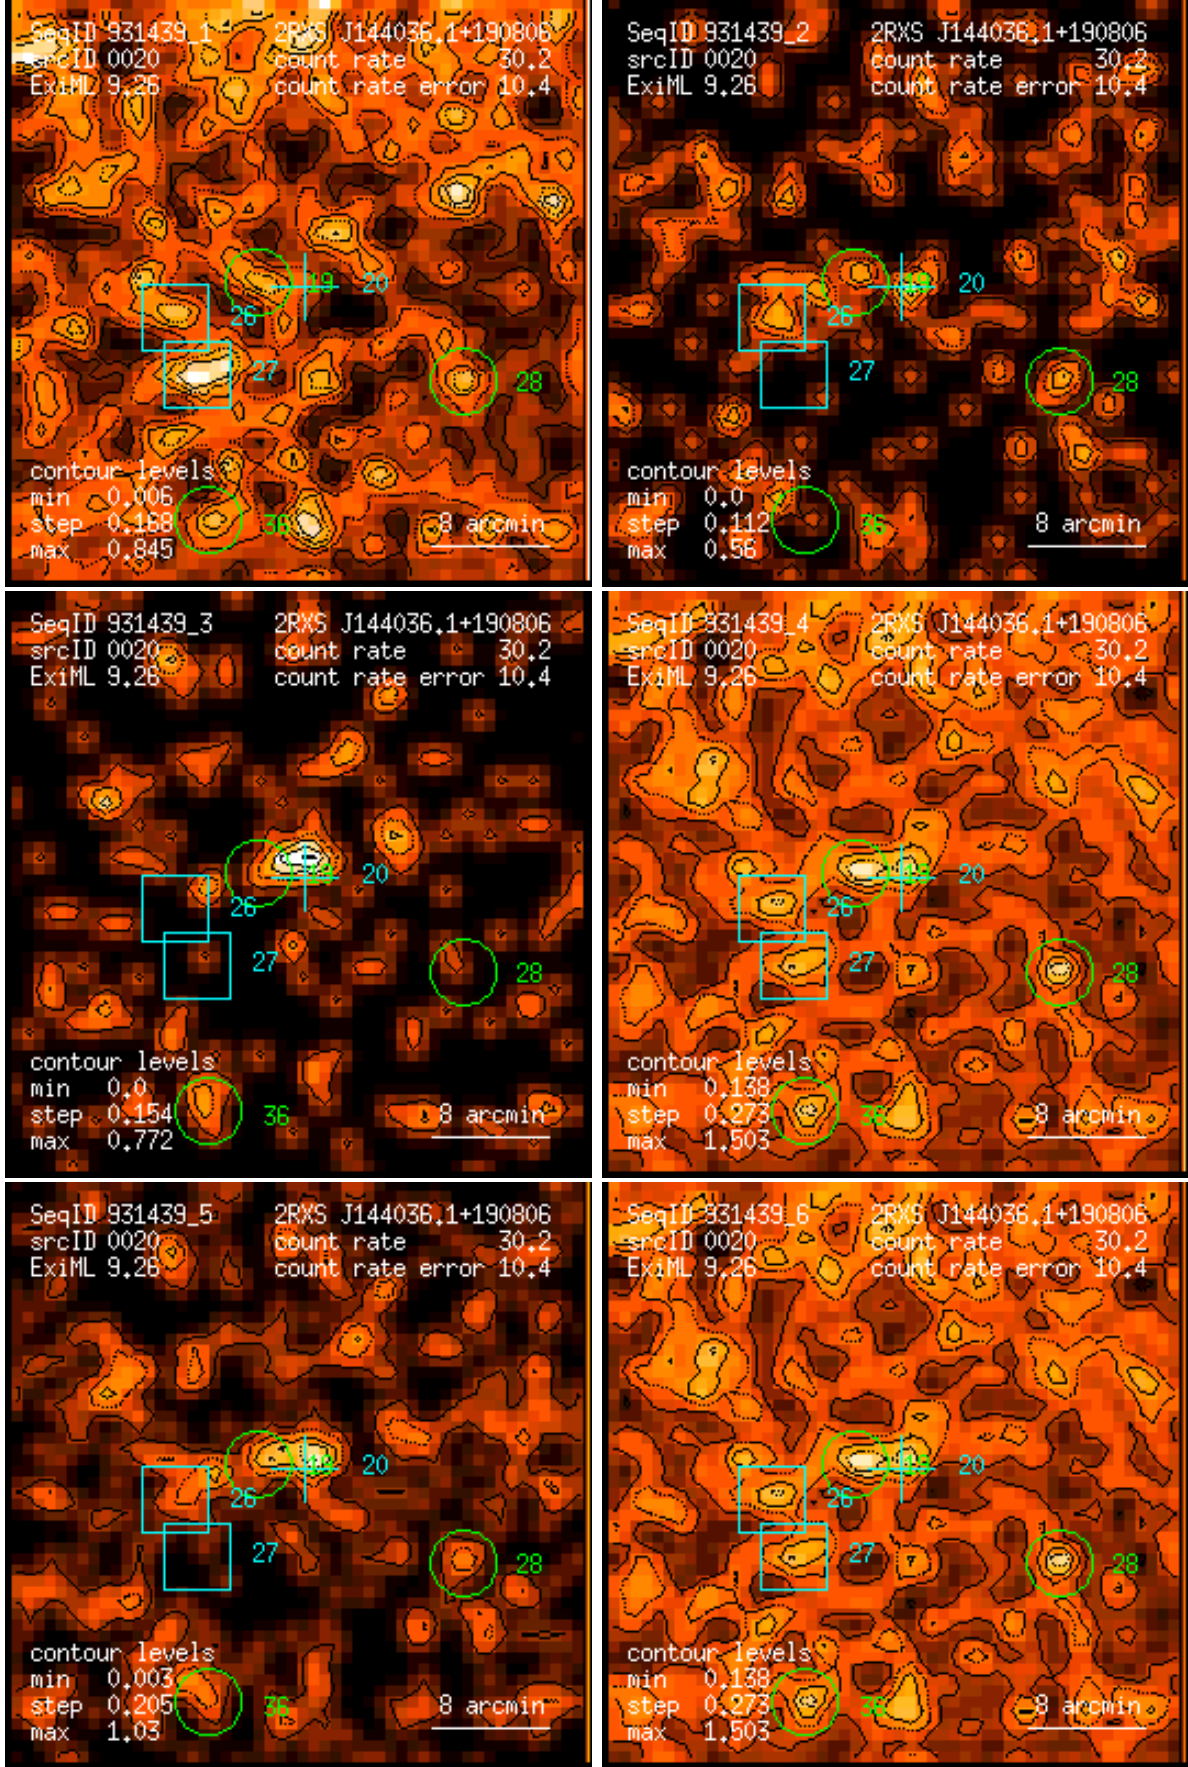 SeqID 931439_1 2RXS J144036.1+190806
srcID 0020 count rate 30.2
ExiML 9.26 count rate error 10.4
19 20
26
27
28
contour levels
min 0.006
step 0.168 36 8 arcmin
max 0.845
SeqID 931439_2 2RXS J144036.1+190806
srcID 0020 count rate 30.2
ExiML 9.26 count rate error 10.4
19 20
26
27
28
contour levels
min 0.0
step 0.112 36 8 arcmin
max 0.56
SeqID 931439_3 2RXS J144036.1+190806
srcID 0020 count rate 30.2
ExiML 9.26 count rate error 10.4
19 20
26
27
28
contour levels
min 0.0
step 0.154 36 8 arcmin
max 0.772
SeqID 931439_4 2RXS J144036.1+190806
srcID 0020 count rate 30.2
ExiML 9.26 count rate error 10.4
19 20
26
27
28
contour levels
min 0.138
step 0.273 36 8 arcmin
max 1.503
SeqID 931439_5 2RXS J144036.1+190806
srcID 0020 count rate 30.2
ExiML 9.26 count rate error 10.4
19 20
26
27
28
contour levels
min 0.003
step 0.205 36 8 arcmin
max 1.03
SeqID 931439_6 2RXS J144036.1+190806
srcID 0020 count rate 30.2
ExiML 9.26 count rate error 10.4
19 20
26
27
28
contour levels
min 0.138
step 0.273 36 8 arcmin
max 1.503